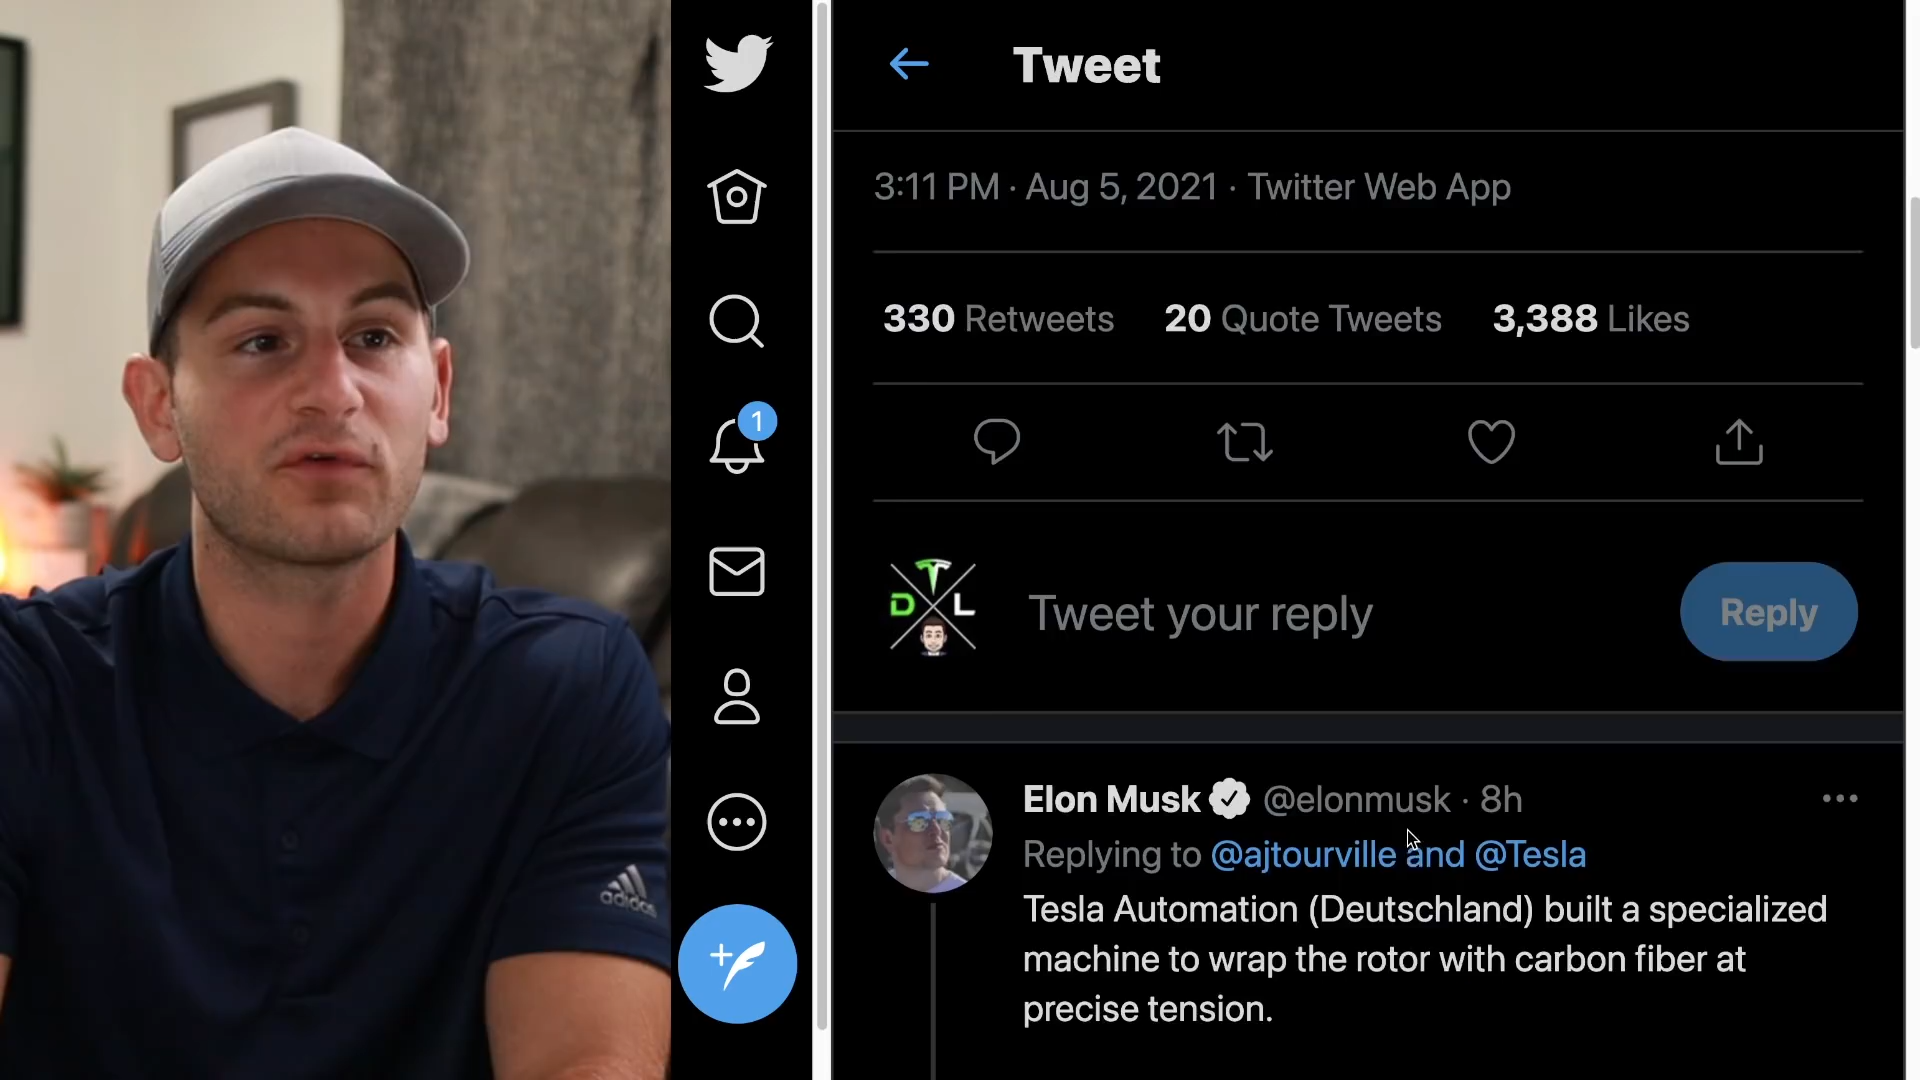 Tweet
3:11 PM · Aug 5, 2021 · Twitter Web App
330 Retweets 20 Quote Tweets 3,388 Likes
1
D T L
Tweet your reply
Reply
Elon Musk @elonmusk · 8h
Replying to @ajtourville and @Tesla
Tesla Automation (Deutschland) built a specialized
machine to wrap the rotor with carbon fiber at
precise tension.
adidas